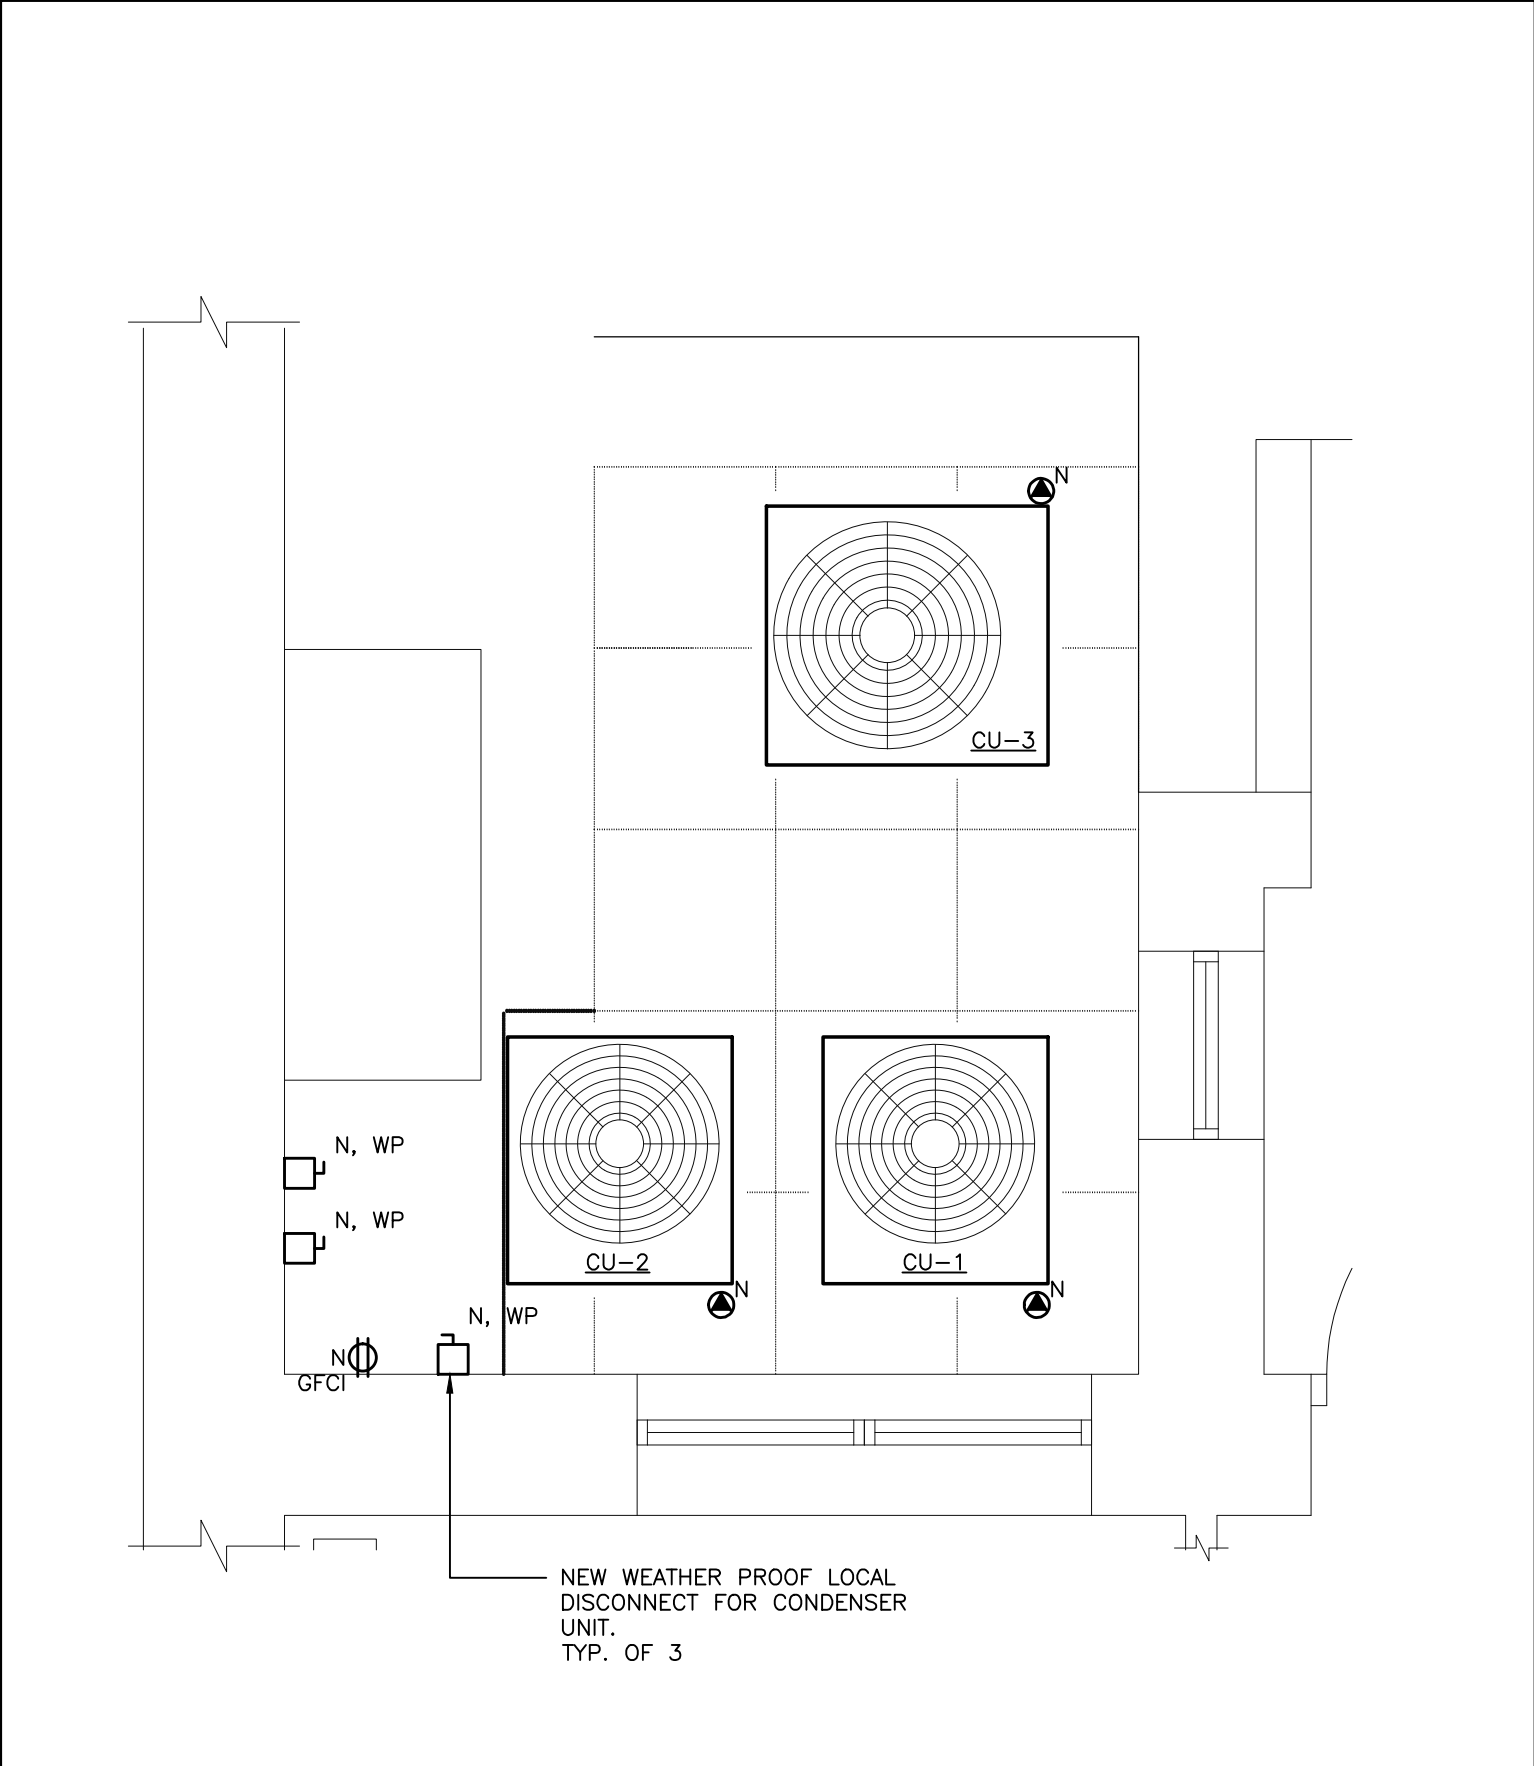 N
CU-3
N, WP
N, WP
CU-2
CU-1
N
N
N, WP
N
GFCI
NEW WEATHER PROOF LOCAL
DISCONNECT FOR CONDENSER
UNIT.
TYP. OF 3